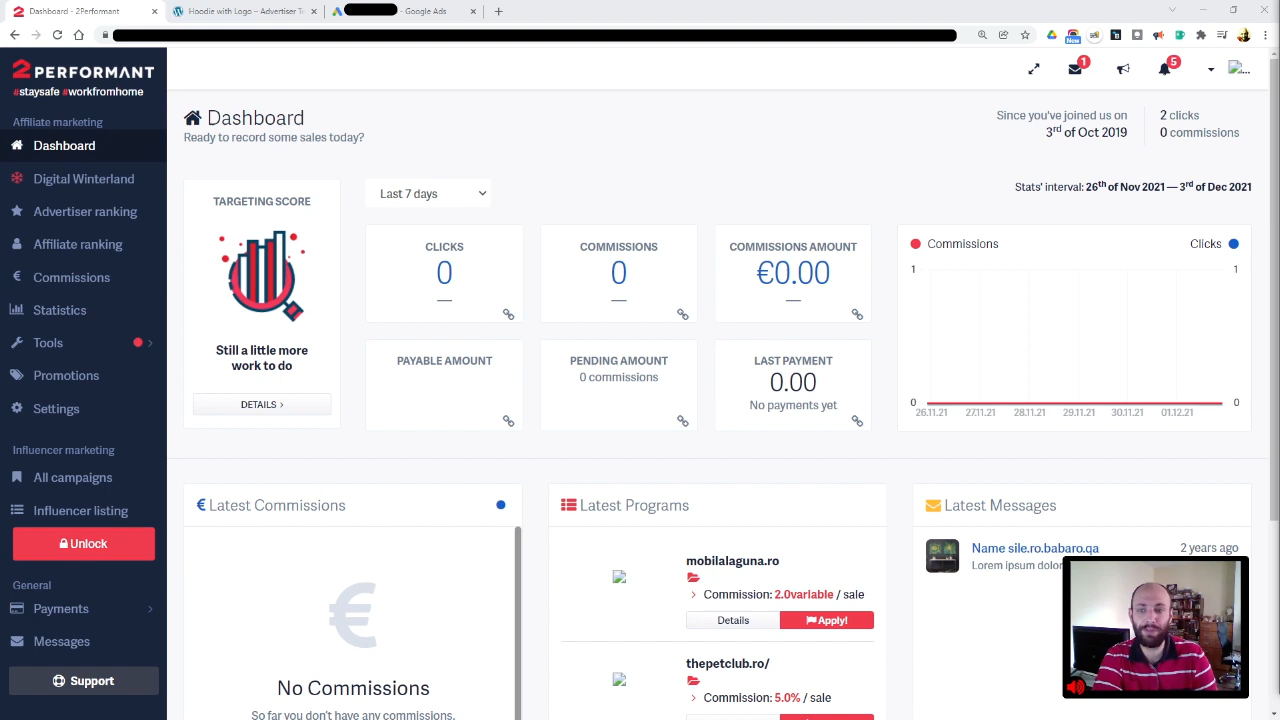 Dashboard - 2Performant
Hoodie with Logo – Advertiser T
- Google Ads
New
2PERFORMANT
#staysafe #workfromhome
Affiliate marketing
Dashboard
Digital Winterland
Advertiser ranking
Affiliate ranking
Commissions
Statistics
Tools
Promotions
Settings
Influencer marketing
All campaigns
Influencer listing
Unlock
General
Payments
Messages
Support
1
5
Dashboard
Ready to record some sales today?
Since you've joined us on
3rd of Oct 2019
2 clicks
0 commissions
TARGETING SCORE
Still a little more
work to do
DETAILS
Last 7 days
Stats' interval: 26th of Nov 2021 — 3rd of Dec 2021
CLICKS
0
—
COMMISSIONS
0
—
COMMISSIONS AMOUNT
€0.00
—
PAYABLE AMOUNT
PENDING AMOUNT
0 commissions
LAST PAYMENT
0.00
No payments yet
Commissions
Clicks
1
1
0
0
26.11.21 27.11.21 28.11.21 29.11.21 30.11.21 01.12.21
€ Latest Commissions
€
No Commissions
So far you don't have any commissions.
Latest Programs
mobilalaguna.ro
Commission: 2.0variable / sale
Details
Apply!
thepetclub.ro/
Commission: 5.0% / sale
Latest Messages
Name sile.ro.babaro.qa
2 years ago
Lorem ipsum dolor